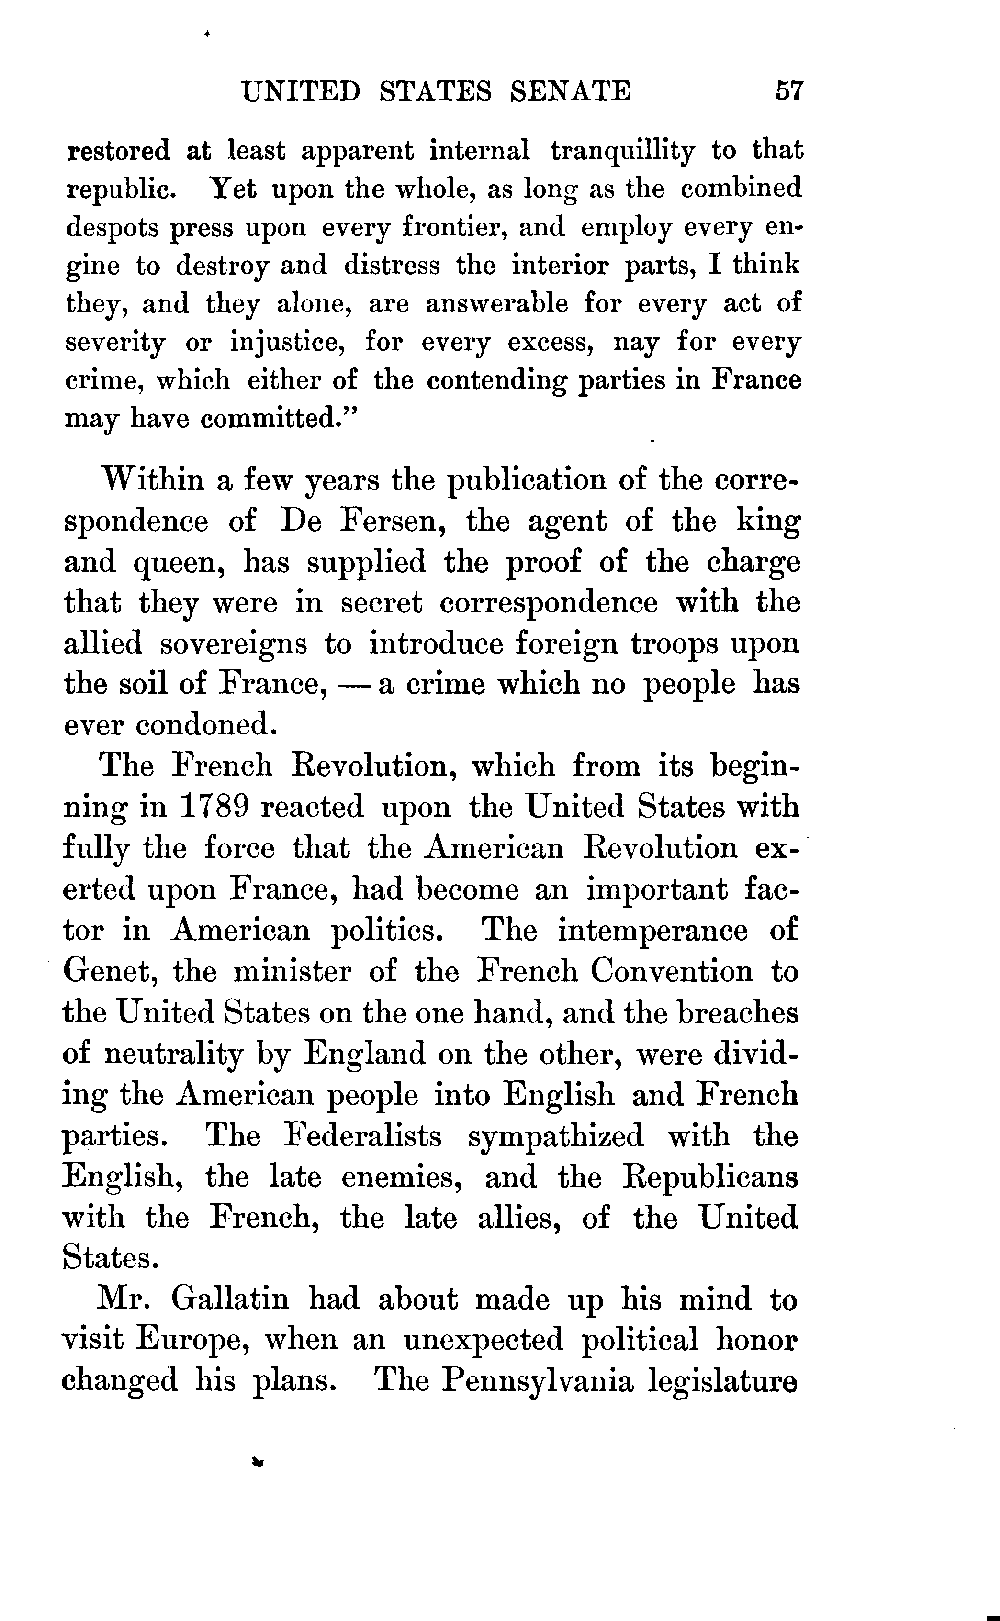 UNITED STATES SENATE 57
restored at least apparent internal tranquillity to that
republic. Yet upon the whole, as long as the combined
despots press upon every frontier, and employ every en-
gine to destroy and distress the interior parts, I think
they, and they alone, are answerable for every act of
severity or injustice, for every excess, nay for every
crime, which either of the contending parties in France
may have committed.”
Within a few years the publication of the corre-
spondence of De Fersen, the agent of the king
and queen, has supplied the proof of the charge
that they were in secret correspondence with the
allied sovereigns to introduce foreign troops upon
the soil of France, — a crime which no people has
ever condoned.
The French Revolution, which from its begin-
ning in 1789 reacted upon the United States with
fully the force that the American Revolution ex-
erted upon France, had become an important fac-
tor in American politics. The intemperance of
Genet, the minister of the French Convention to
the United States on the one hand, and the breaches
of neutrality by England on the other, were divid-
ing the American people into English and French
parties. The Federalists sympathized with the
English, the late enemies, and the Republicans
with the French, the late allies, of the United
States.
Mr. Gallatin had about made up his mind to
visit Europe, when an unexpected political honor
changed his plans. The Pennsylvania legislature